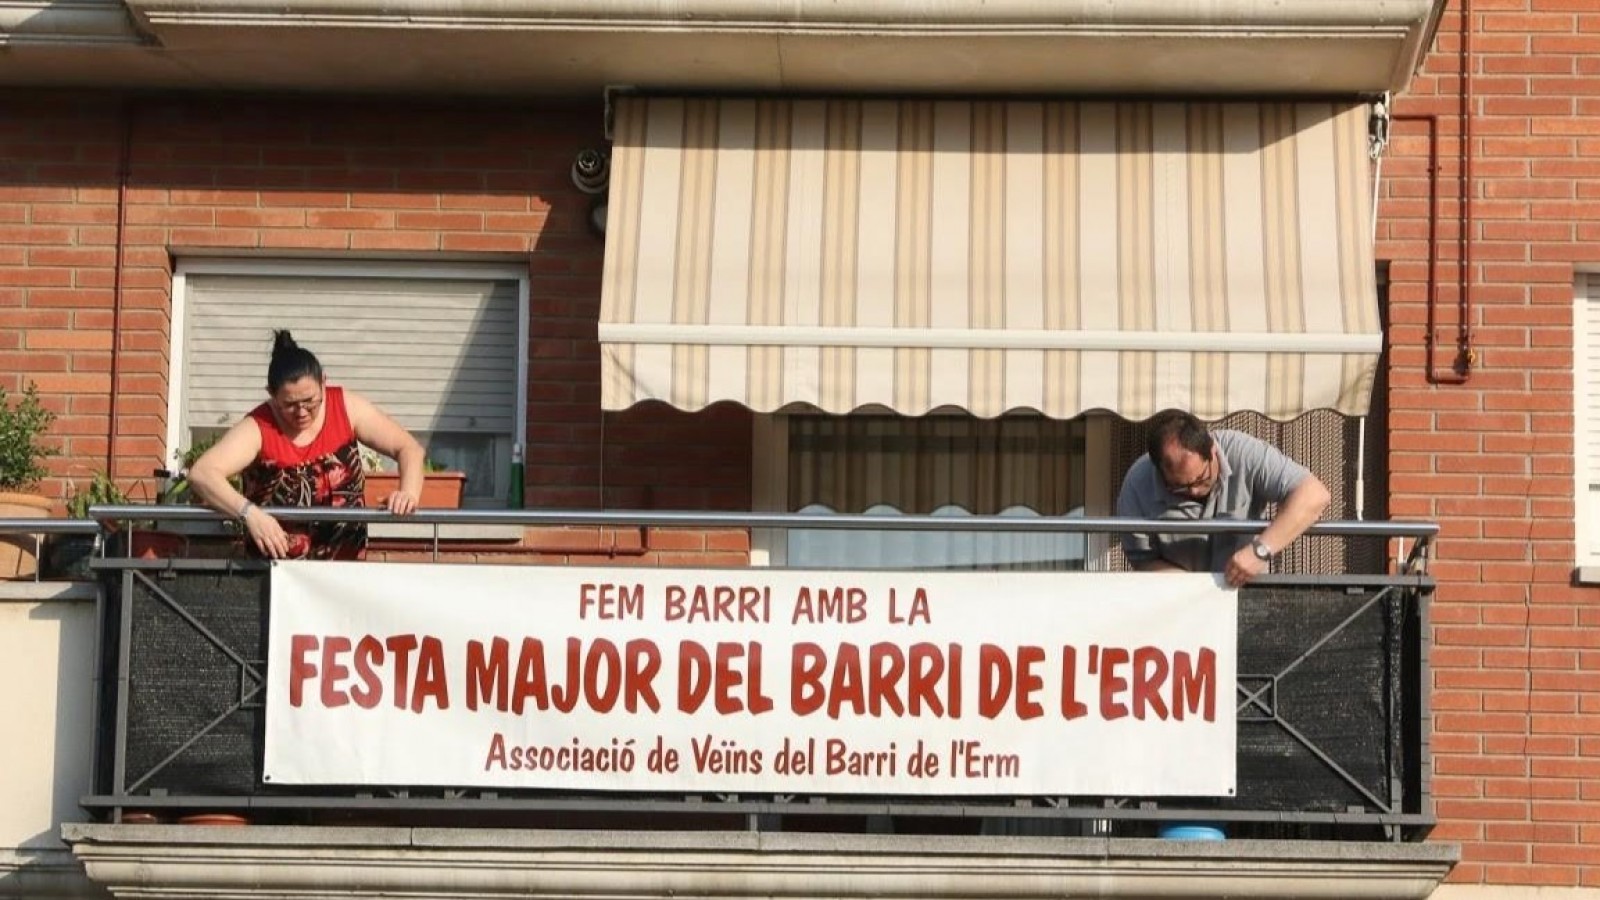 FEM BARRI AMB LA
FESTA MAJOR DEL BARRI DE L'ERM
Associació de Veïns del Barri de l'Erm